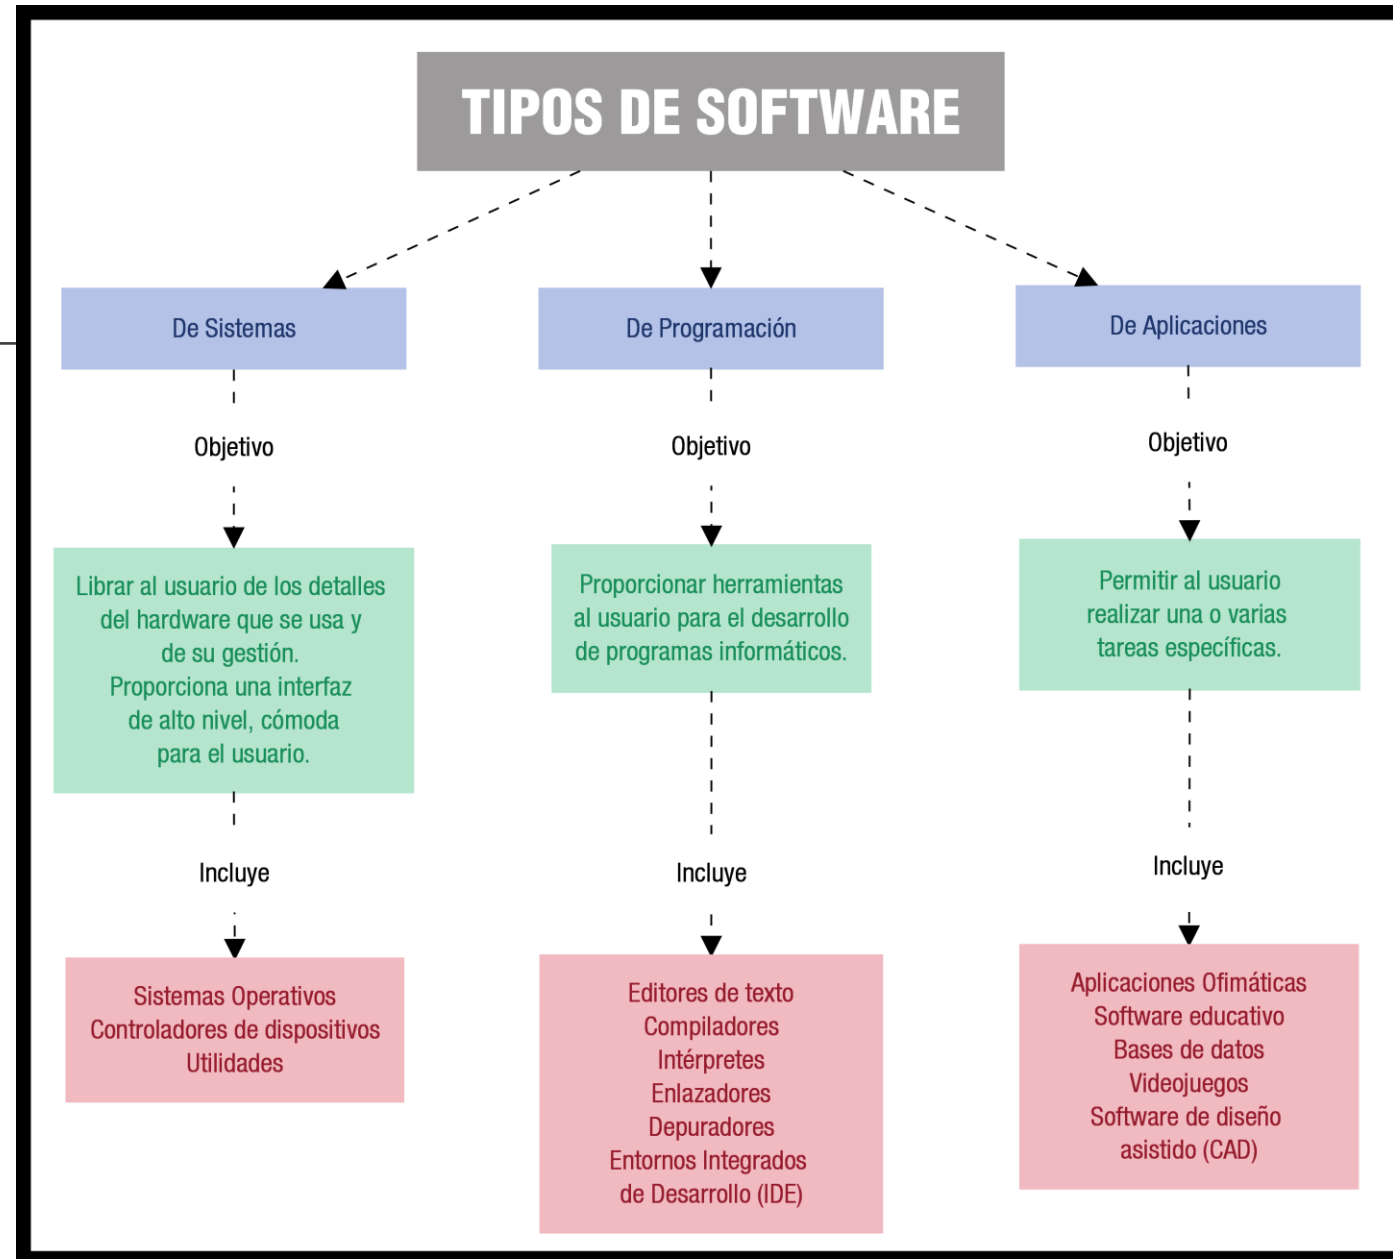 TIPOS DE SOFTWARE
De Sistemas
Objetivo
Librar al usuario de los detalles
del hardware que se usa y
de su gestión.
Proporciona una interfaz
de alto nivel, cómoda
para el usuario.
Incluye
Sistemas Operativos
Controladores de dispositivos
Utilidades
De Programación
Objetivo
Proporcionar herramientas
al usuario para el desarrollo
de programas informáticos.
Incluye
Editores de texto
Compiladores
Intérpretes
Enlazadores
Depuradores
Entornos Integrados
de Desarrollo (IDE)
De Aplicaciones
Objetivo
Permitir al usuario
realizar una o varias
tareas específicas.
Incluye
Aplicaciones Ofimáticas
Software educativo
Bases de datos
Videojuegos
Software de diseño
asistido (CAD)